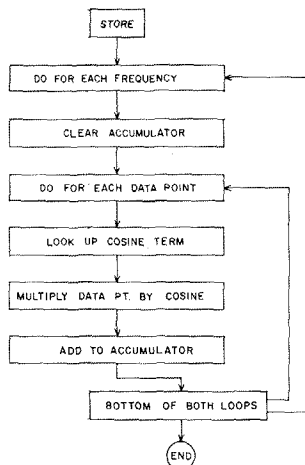 STORE
DO FOR EACH FREQUENCY
CLEAR ACCUMULATOR
DO FOR EACH DATA POINT
LOOK UP COSINE TERM
MULTIPLY DATA PT. BY COSINE
ADD TO ACCUMULATOR
BOTTOM OF BOTH LOOPS
END